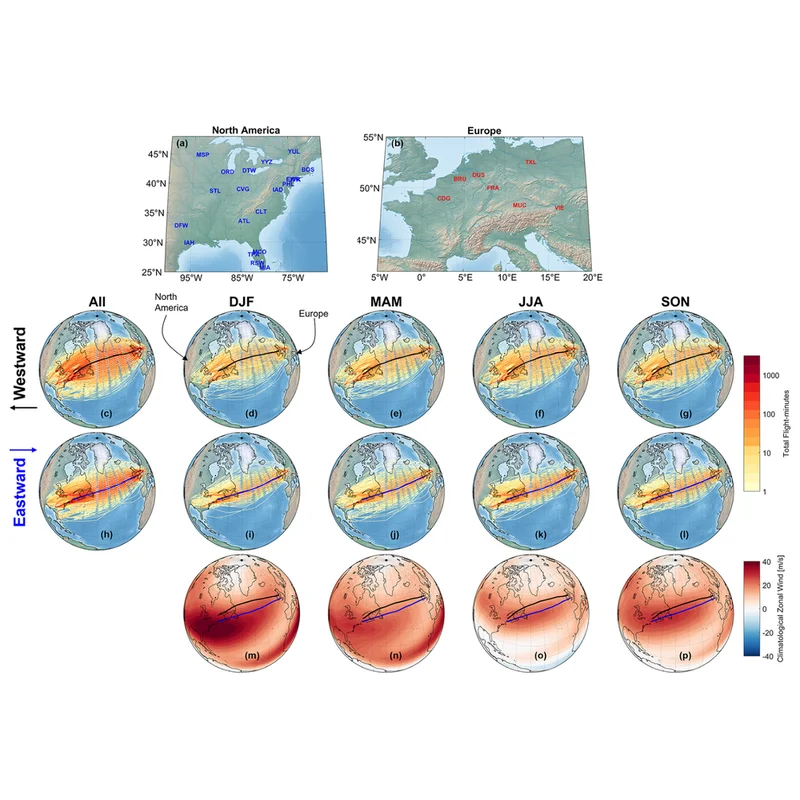 North America
Europe
(a)
(b)
45°N
40°N
35°N
30°N
25°N
95°W
85°W
75°W
MSP
YUL
YYZ
ORD
DTW
BOS
PHL
STL
CVG
IAD
CLT
ATL
DFW
IAH
MCO
RSW
55°N
50°N
45°N
5°W
0°
5°E
10°E
15°E
20°E
TXL
BRU
DUS
FRA
CDG
MUC
VIE
All
DJF
MAM
JJA
SON
North
America
Europe
Westward
(c)
(d)
(e)
(f)
(g)
Eastward
(h)
(i)
(j)
(k)
(l)
(m)
(n)
(o)
(p)
1000
100
10
1
Total Flight-minutes
40
20
0
-20
-40
Climatological Zonal Wind [m/s]